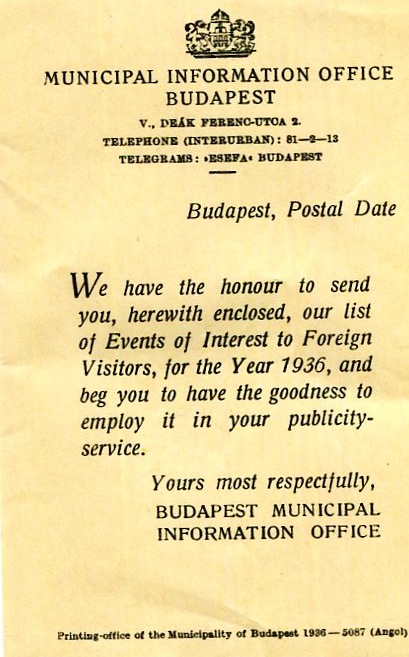 MUNICIPAL INFORMATION OFFICE
BUDAPEST
V., DEÁK FERENC-UTCA 2.
TELEPHONE (INTERURBAN): 81—2—13
TELEGRAMS: »ESEFA« BUDAPEST
Budapest, Postal Date
We have the honour to send
you, herewith enclosed, our list
of Events of Interest to Foreign
Visitors, for the Year 1936, and
beg you to have the goodness to
employ it in your publicity-
service.
Yours most respectfully,
BUDAPEST MUNICIPAL
INFORMATION OFFICE
Printing-office of the Municipality of Budapest 1936 — 5087 (Angol)